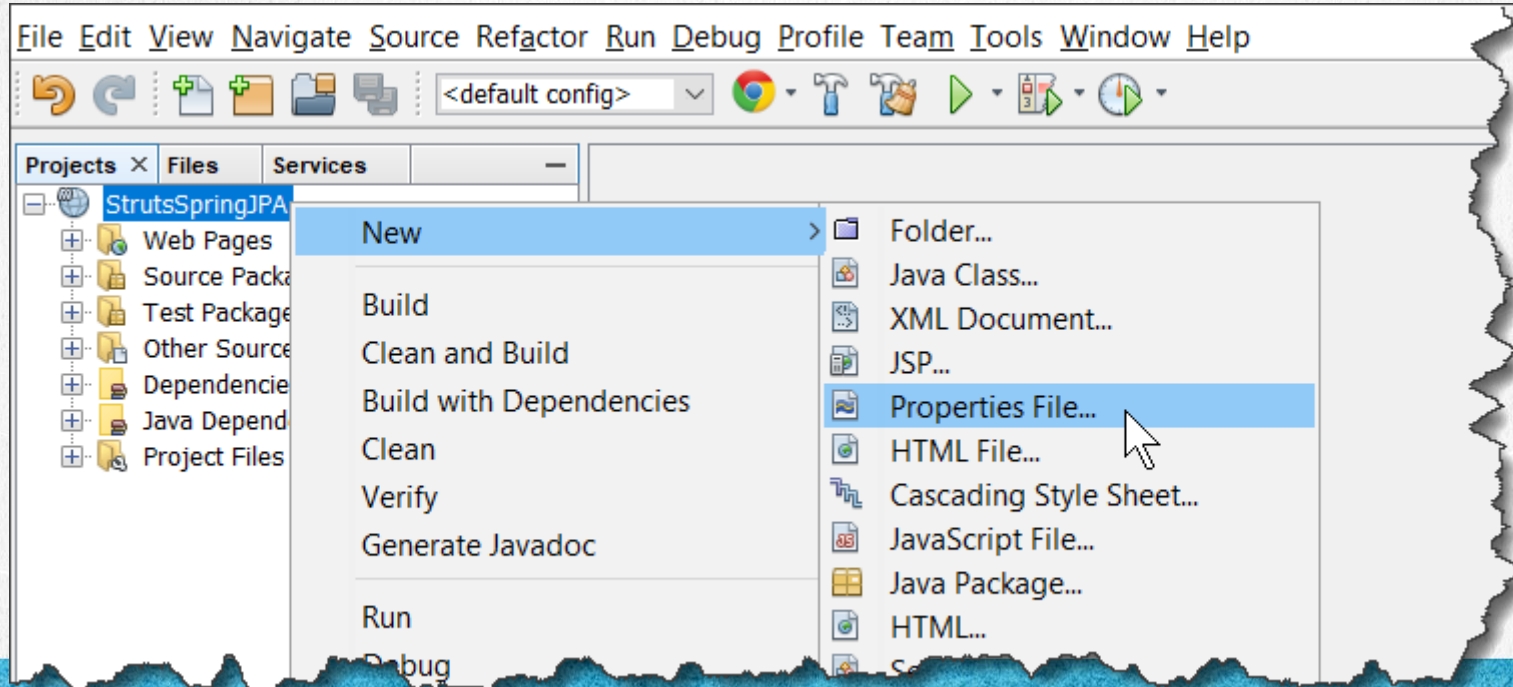 File Edit View Navigate Source Refactor Run Debug Profile Team Tools Window Help
<default config>
Projects Files Services
StrutsSpringJPA
Web Pages
Source Packa
Test Package
Other Source
Dependencie
Java Depend
Project Files
New
Build
Clean and Build
Build with Dependencies
Clean
Verify
Generate Javadoc
Run
Debug
Folder...
Java Class...
XML Document...
JSP...
Properties File...
HTML File...
Cascading Style Sheet...
JavaScript File...
Java Package...
HTML...